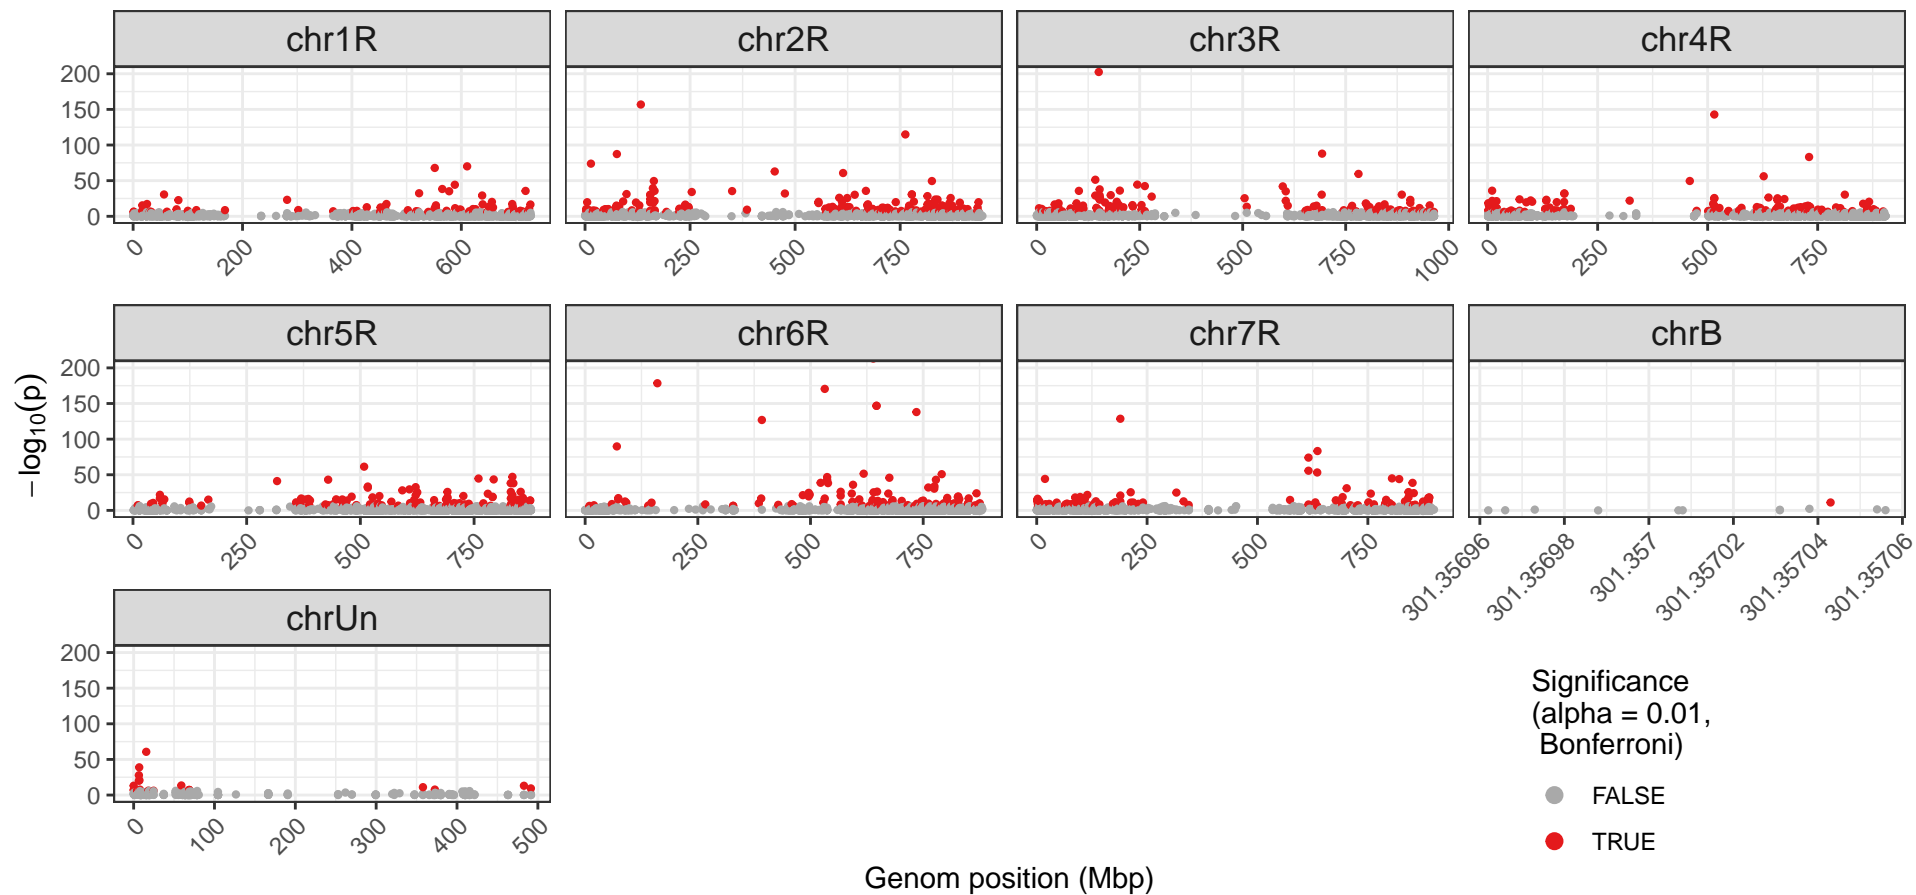 chr1R chr2R chr3R chr4R
200
150
100
50
0
0 200 400 600 0 250 500 750 0 250 500 750 1000 0 250 500 750
chr5R chr6R chr7R chrB
200
150
100
50
0
0 250 500 750 0 250 500 750 0 250 500 750 301.35696 301.35698 301.357 301.35702 301.35704 301.35706
−log₁₀(p)
chrUn
200
150
100
50
0
0 100 200 300 400 500
Genom position (Mbp)
Significance
(alpha = 0.01,
Bonferroni)
FALSE
TRUE